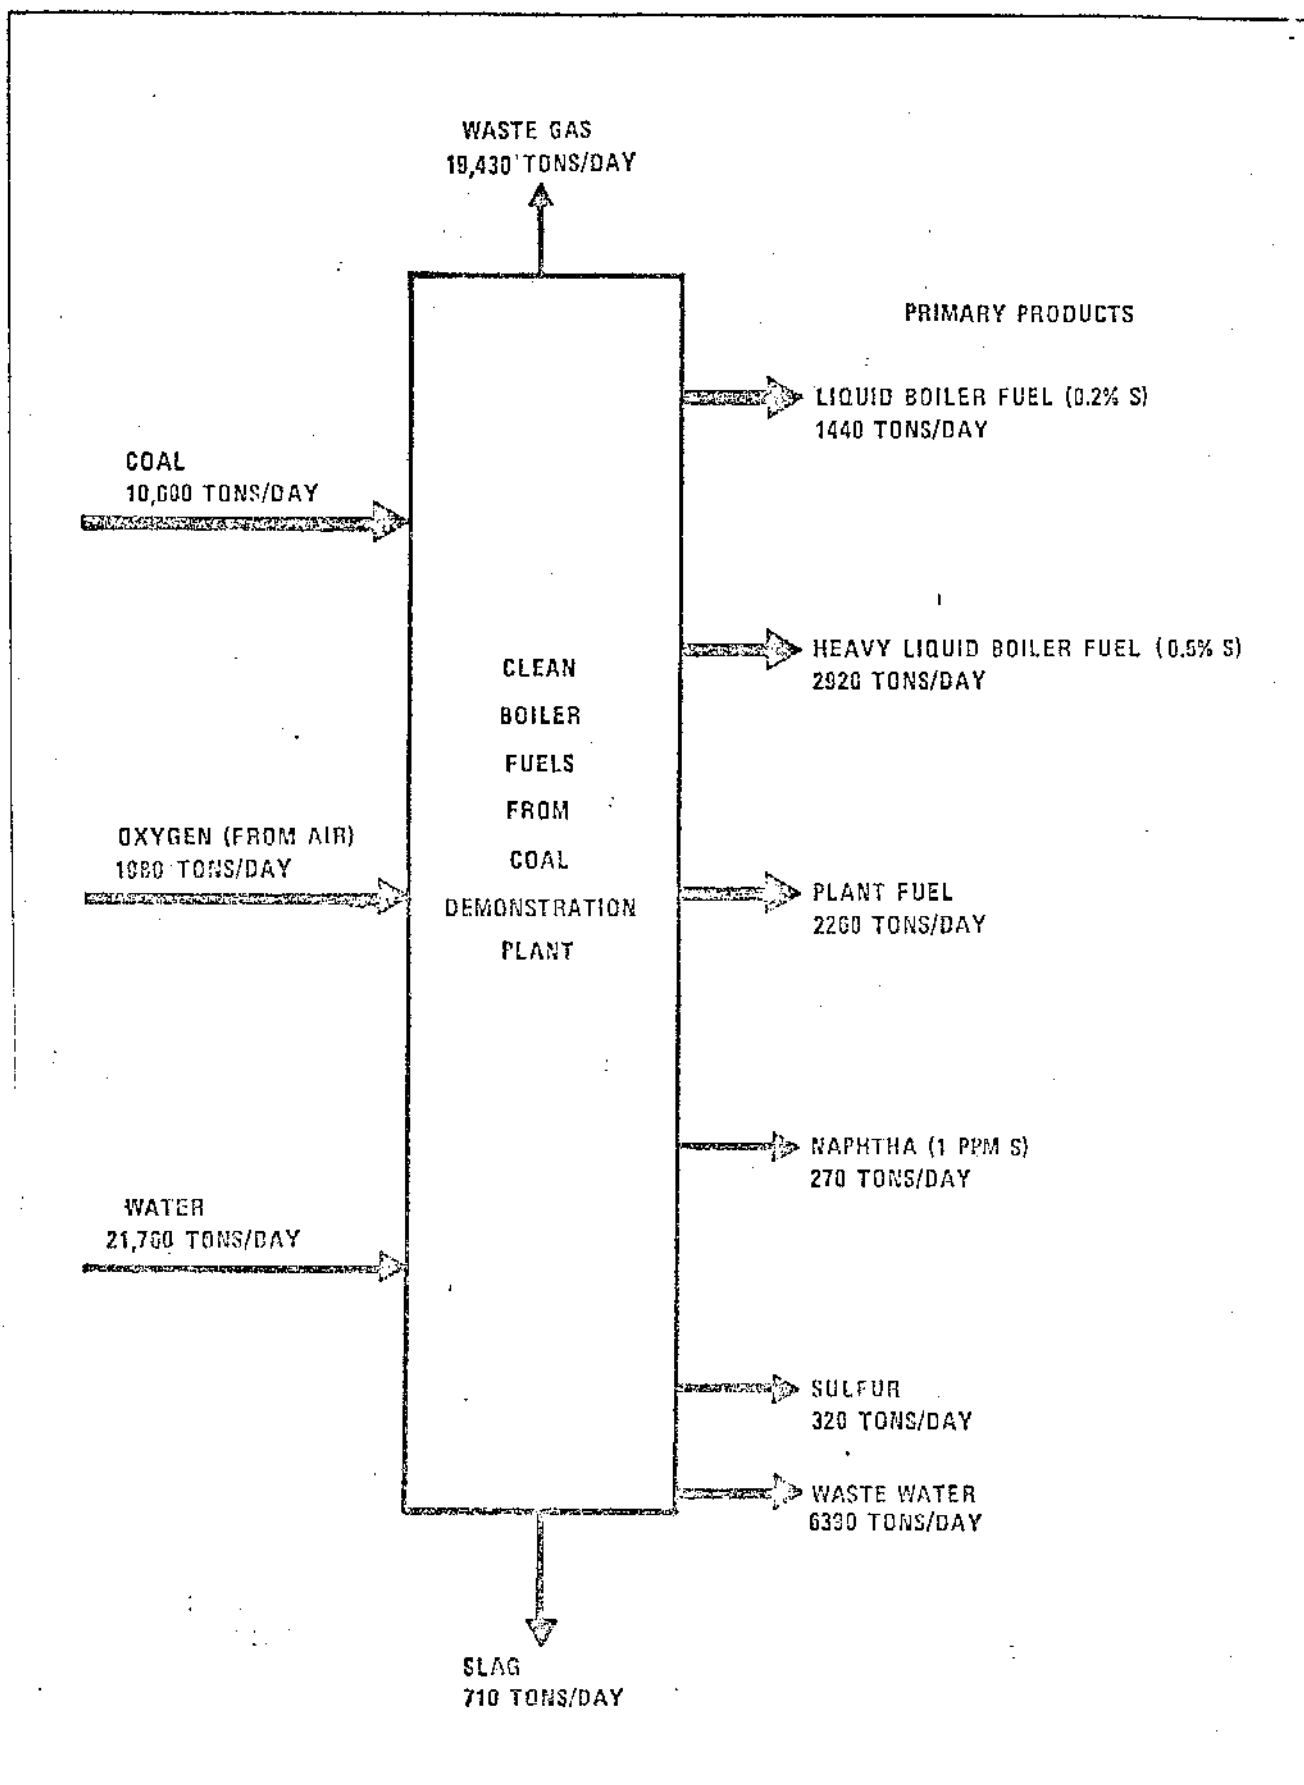 WASTE GAS
19,430 TONS/DAY
PRIMARY PRODUCTS
LIQUID BOILER FUEL (0.2% S)
1440 TONS/DAY
COAL
10,000 TONS/DAY
HEAVY LIQUID BOILER FUEL (0.5% S)
2920 TONS/DAY
CLEAN
BOILER
FUELS
FROM
COAL
DEMONSTRATION
PLANT
OXYGEN (FROM AIR)
1980 TONS/DAY
PLANT FUEL
2260 TONS/DAY
NAPHTHA (1 PPM S)
270 TONS/DAY
WATER
21,760 TONS/DAY
SULFUR
320 TONS/DAY
WASTE WATER
6390 TONS/DAY
SLAG
710 TONS/DAY